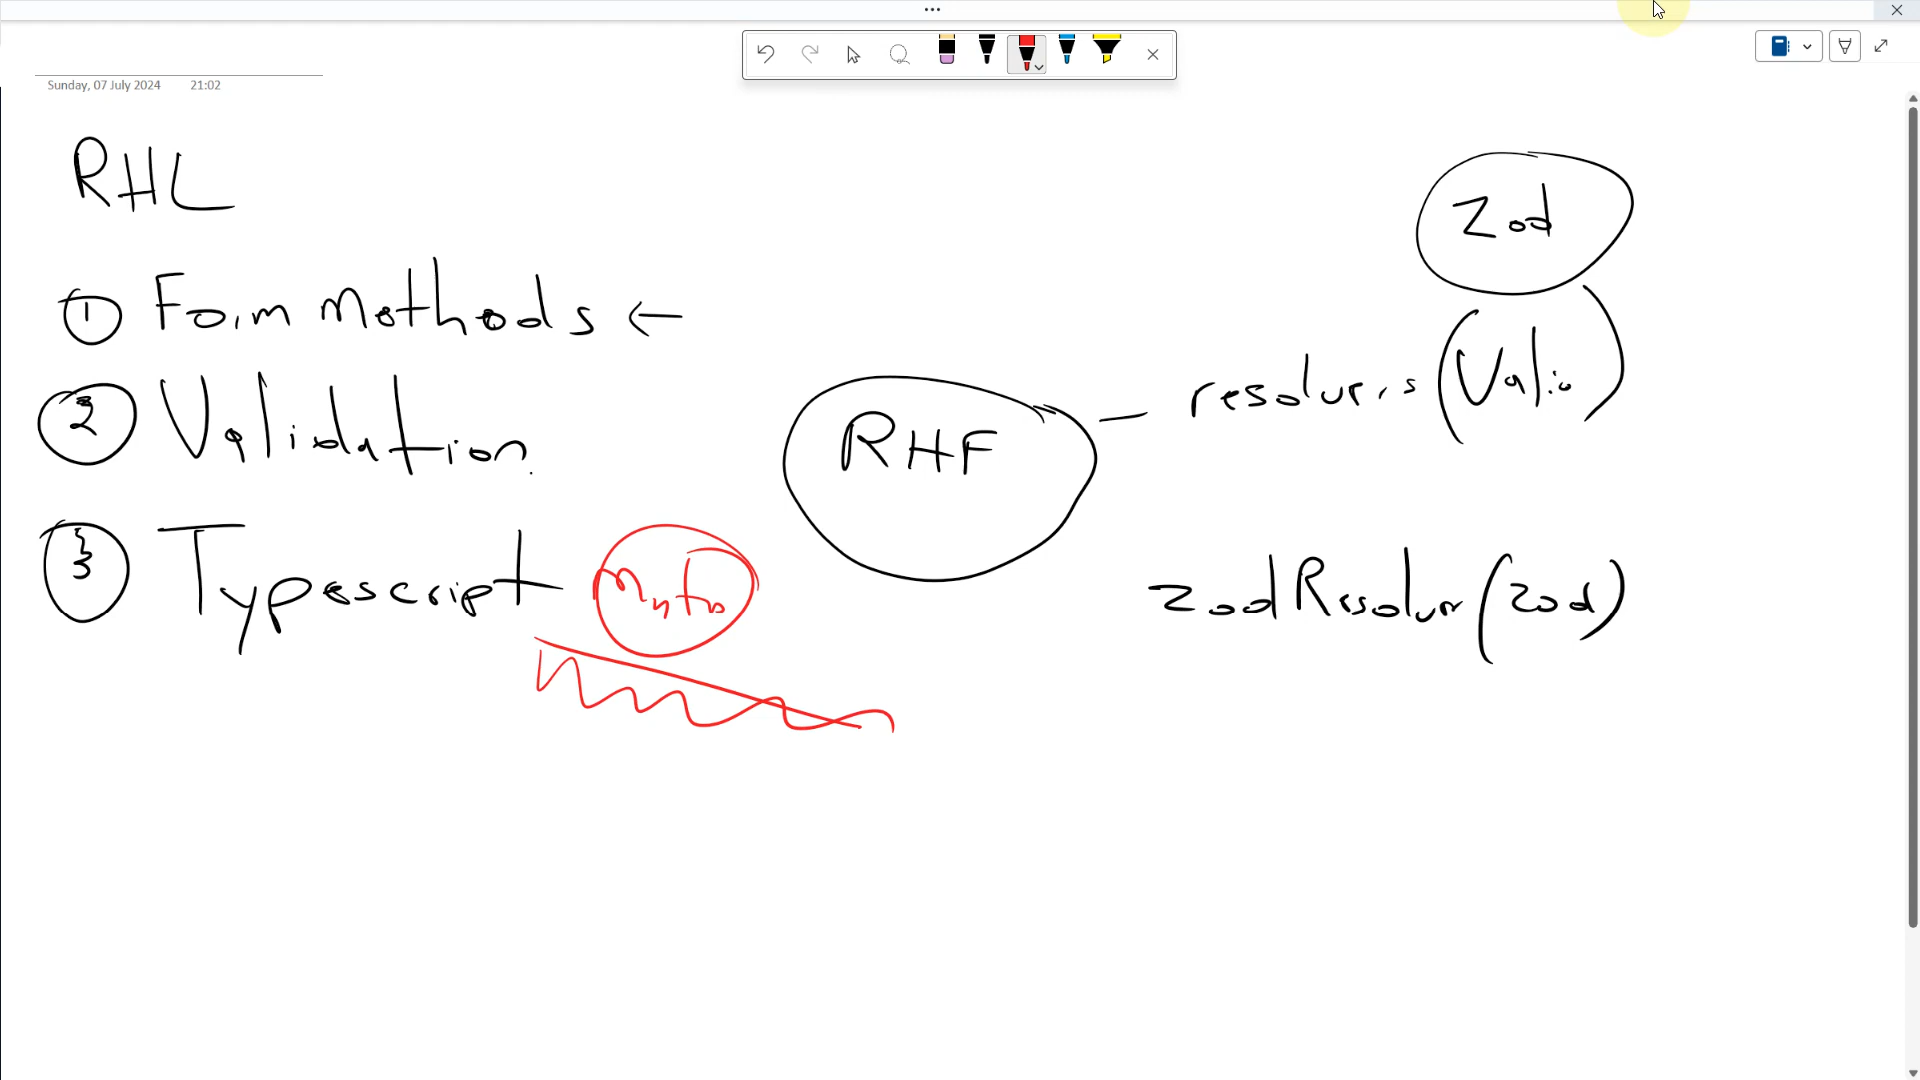 Sunday, 07 July 2024 21:02
RHL
1 Form Methods ←
2 Validation
3 Typescript
Zod
RHF - resolvers (Valid
ZodResolver (Zod)